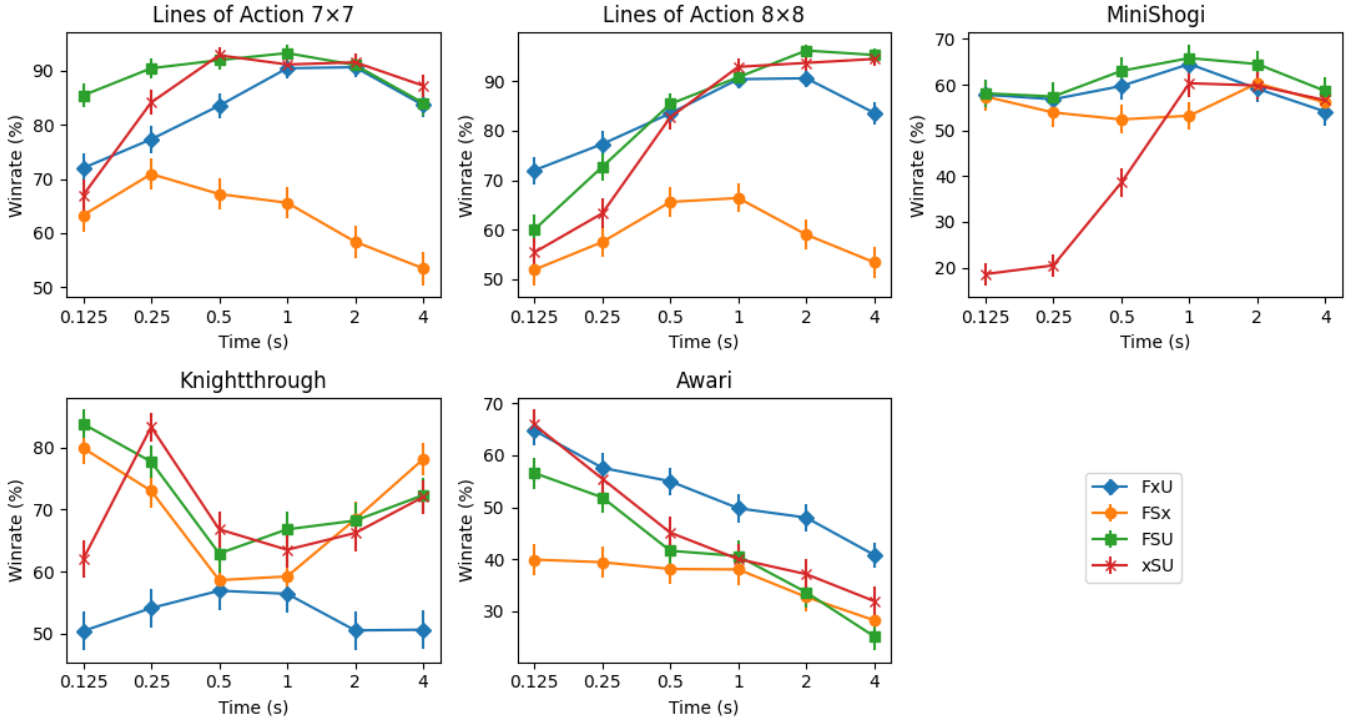 Lines of Action 7×7
Winrate (%)
90
80
70
60
50
0.125 0.25 0.5 1 2 4
Time (s)
Lines of Action 8×8
Winrate (%)
90
80
70
60
50
0.125 0.25 0.5 1 2 4
Time (s)
MiniShogi
Winrate (%)
70
60
50
40
30
20
0.125 0.25 0.5 1 2 4
Time (s)
Knightthrough
Winrate (%)
80
70
60
50
0.125 0.25 0.5 1 2 4
Time (s)
Awari
Winrate (%)
70
60
50
40
30
0.125 0.25 0.5 1 2 4
Time (s)
FxU
FSx
FSU
xSU